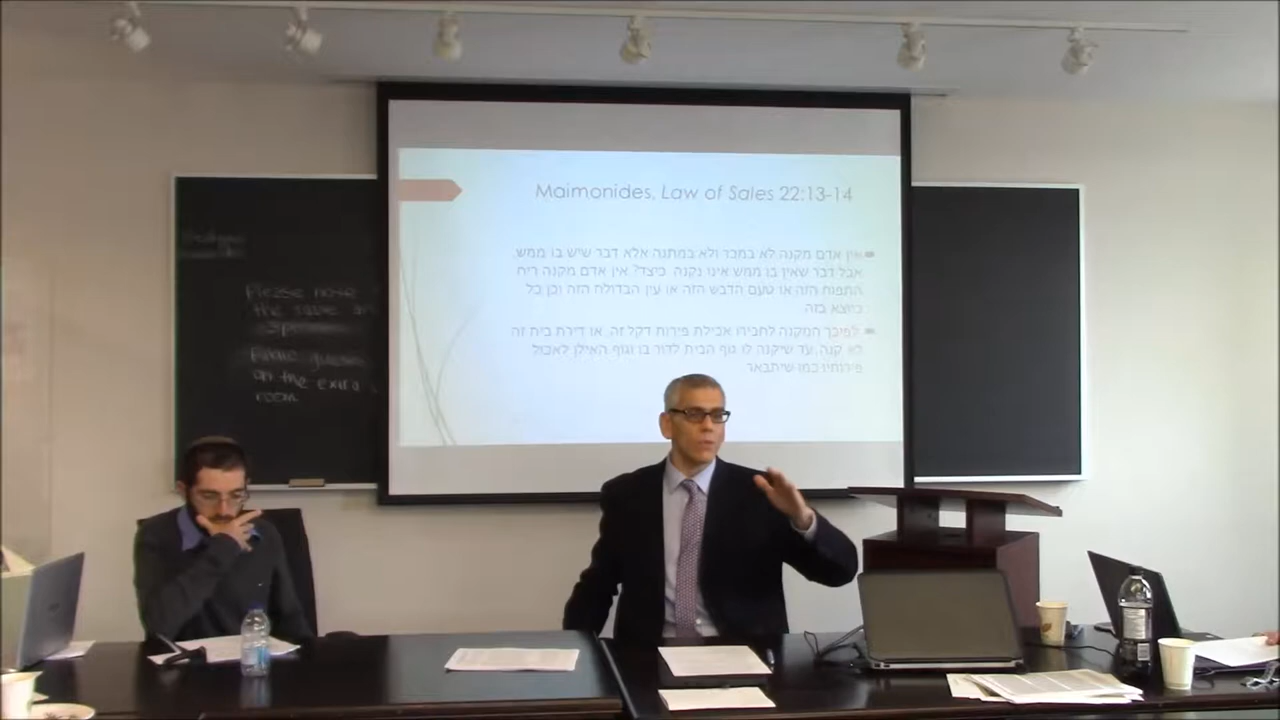 Maimonides, Law of Sales 22:13-14
אין אדם מקנה לא במכר ולא במתנה אלא דבר שיש בו ממש,
אבל דבר שאין בו ממש אינו נקנה. כיצד? אין אדם מקנה ריח
התפוח הזה או טעם הדבש הזה או עין הבדולח הזה וכן כל
כיוצא בזה.
לפיכך המקנה לחבירו אכילת פירות דקל זה, או דירת בית זה
לא קנה עד שיקנה לו גוף הבית לדור בו וגוף האילן לאכול
פירותיו כמו שיתבאר
Please note
the table
on the extra
room